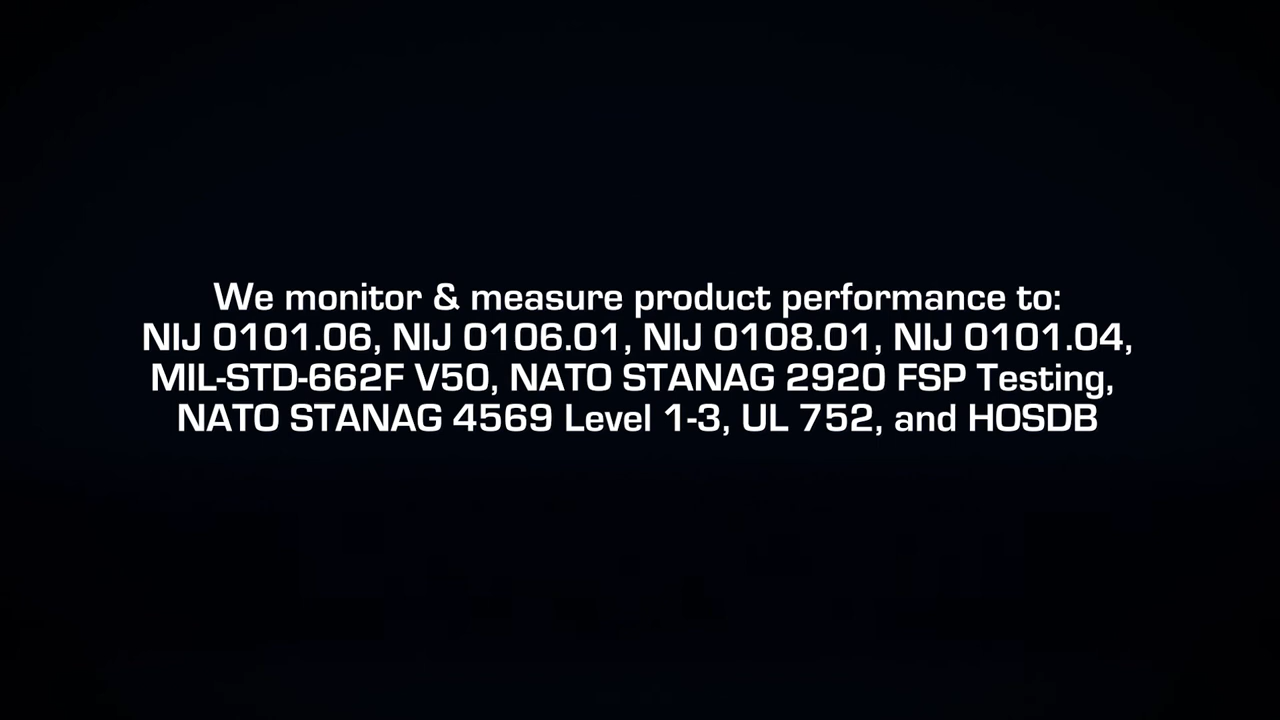 We monitor & measure product performance to:
NIJ 0101.06, NIJ 0106.01, NIJ 0108.01, NIJ 0101.04,
MIL-STD-662F V50, NATO STANAG 2920 FSP Testing,
NATO STANAG 4569 Level 1-3, UL 752, and HOSDB